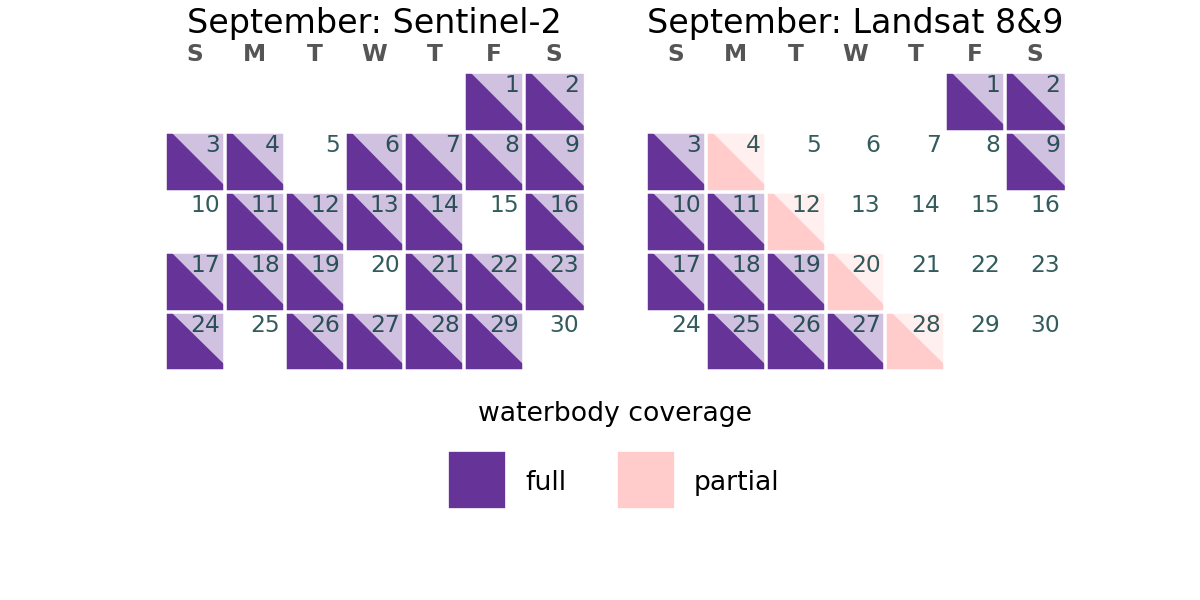 September: Sentinel-2
S M T W T F S
1 2
3 4 5 6 7 8 9
10 11 12 13 14 15 16
17 18 19 20 21 22 23
24 25 26 27 28 29 30
September: Landsat 8&9
S M T W T F S
1 2
3 4 5 6 7 8 9
10 11 12 13 14 15 16
17 18 19 20 21 22 23
24 25 26 27 28 29 30
waterbody coverage
full
partial